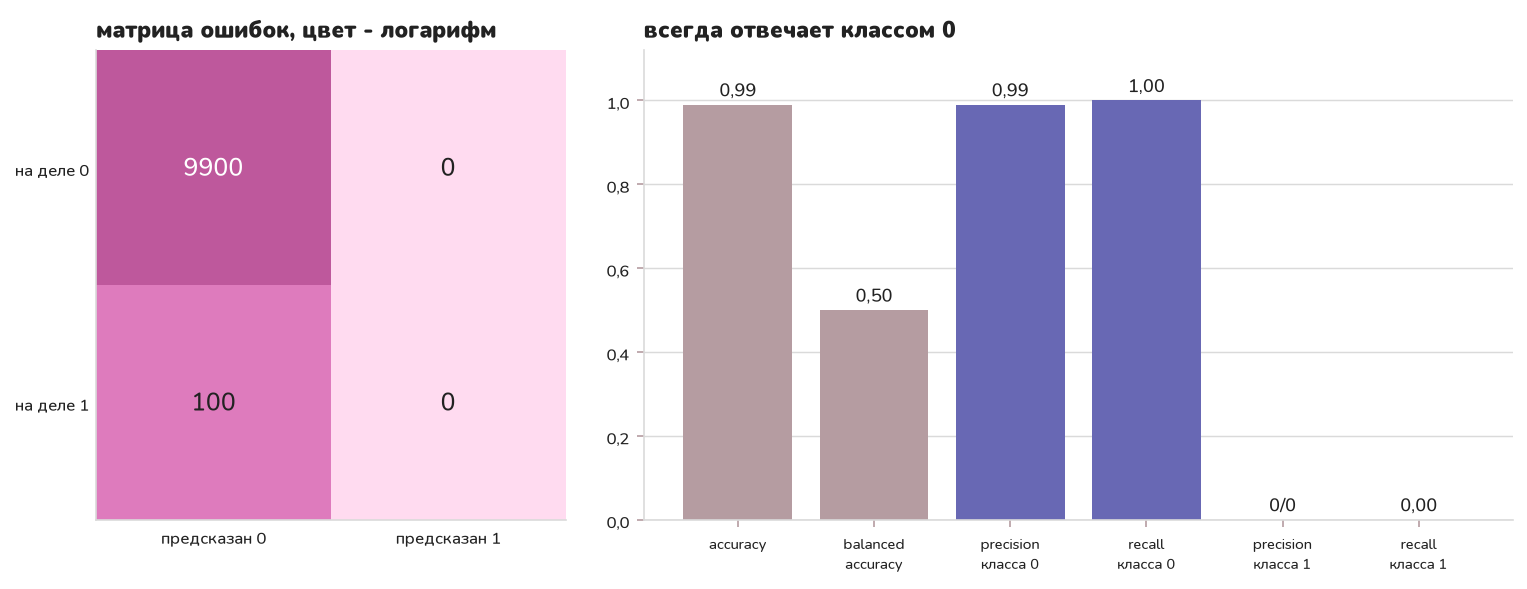 матрица ошибок, цвет - логарифм
на деле 0
на деле 1
9900
0
100
0
предсказан 0
предсказан 1
всегда отвечает классом 0
1,0
0,8
0,6
0,4
0,2
0,0
0,99
0,50
0,99
1,00
0/0
0,00
accuracy
balanced
accuracy
precision
класса 0
recall
класса 0
precision
класса 1
recall
класса 1